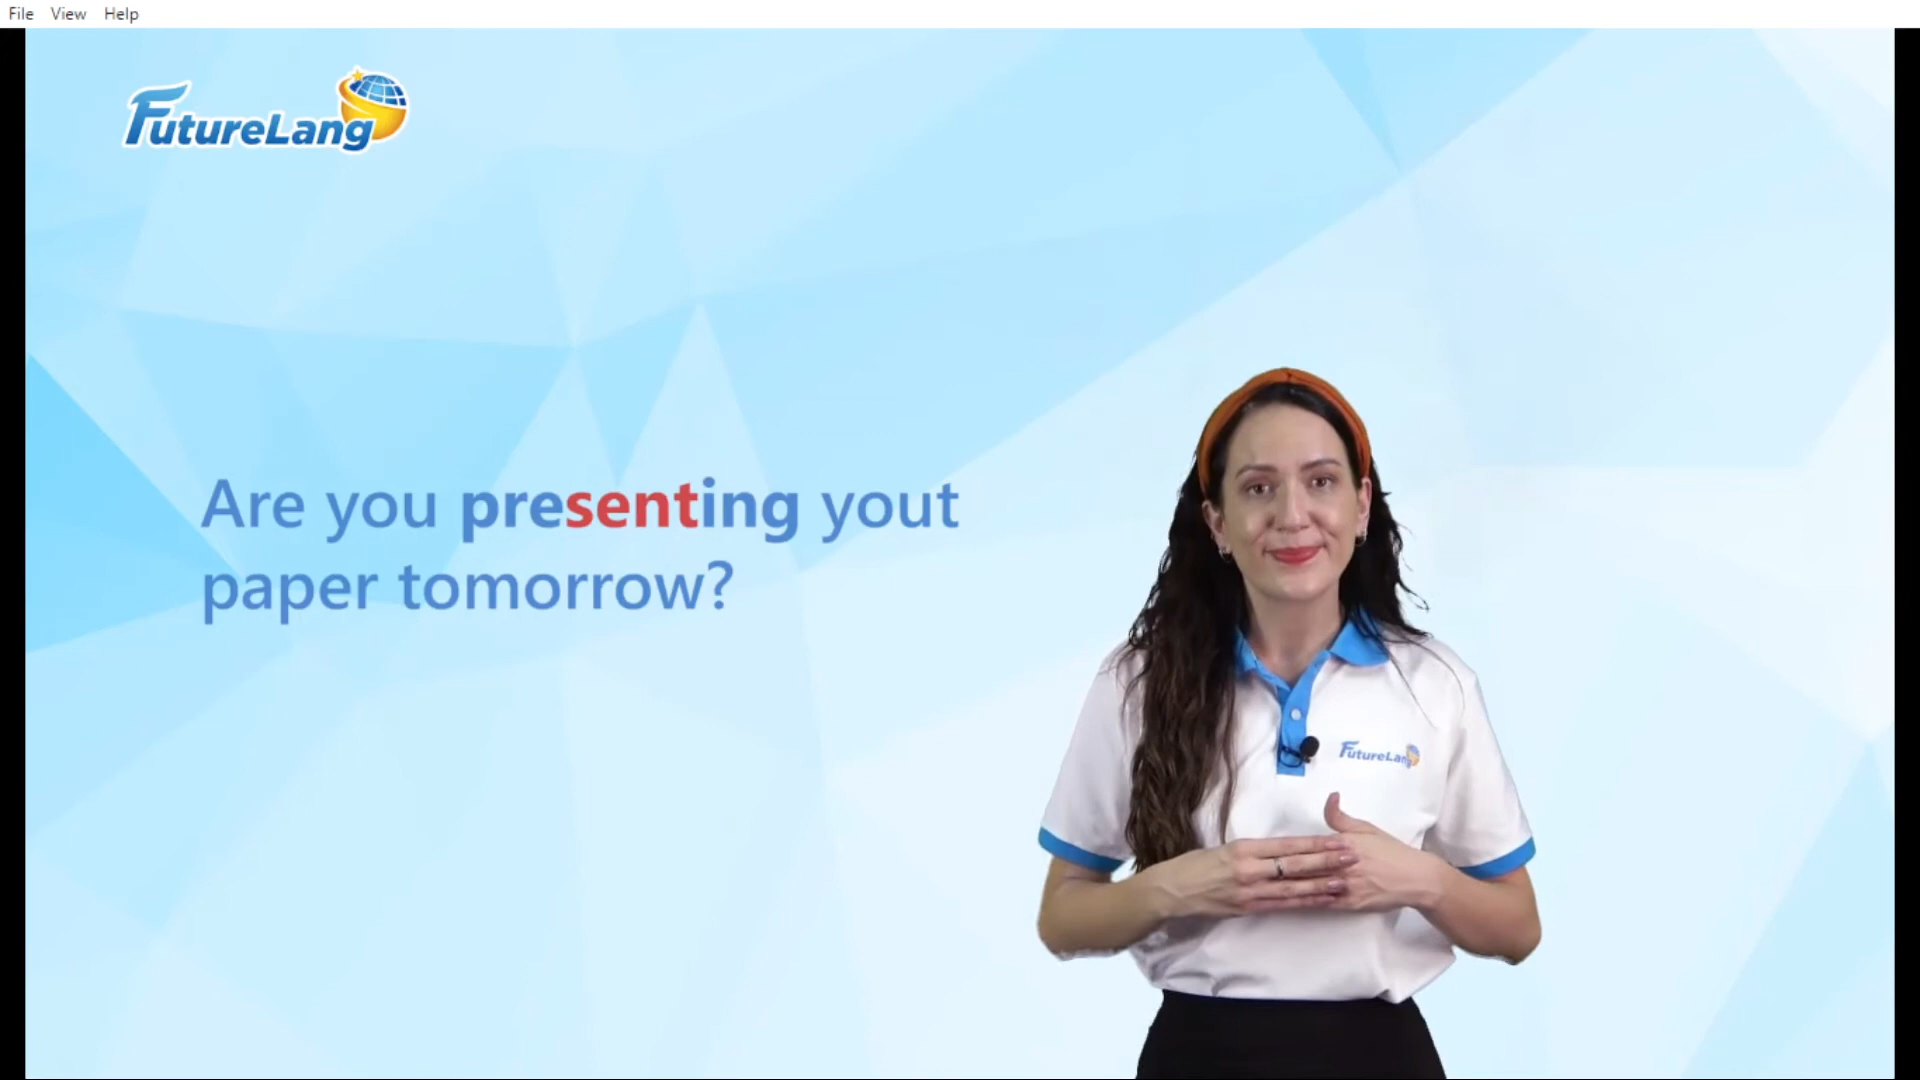 File View Help
FutureLang
Are you presenting yout
paper tomorrow?
FutureLang